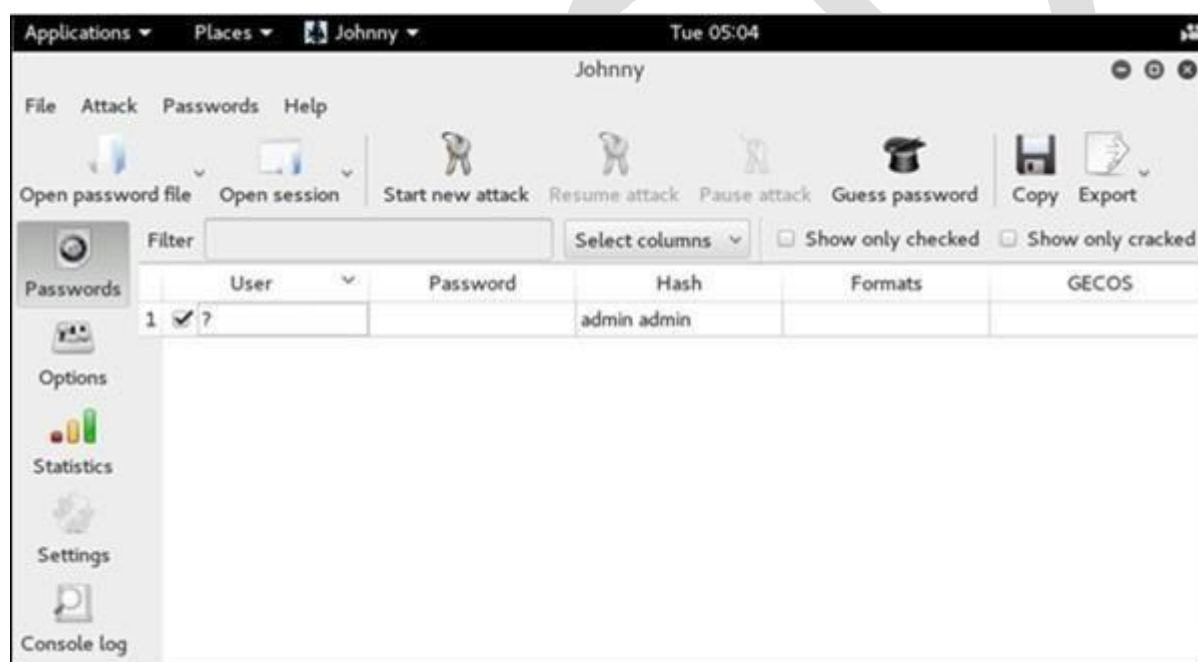 Applications Places Johnny Tue 05:04
Johnny
File Attack Passwords Help
Open password file Open session Start new attack Resume attack Pause attack Guess password Copy Export
Filter Select columns Show only checked Show only cracked
Passwords User Password Hash Formats GECOS
1 ? admin admin
Options
Statistics
Settings
Console log